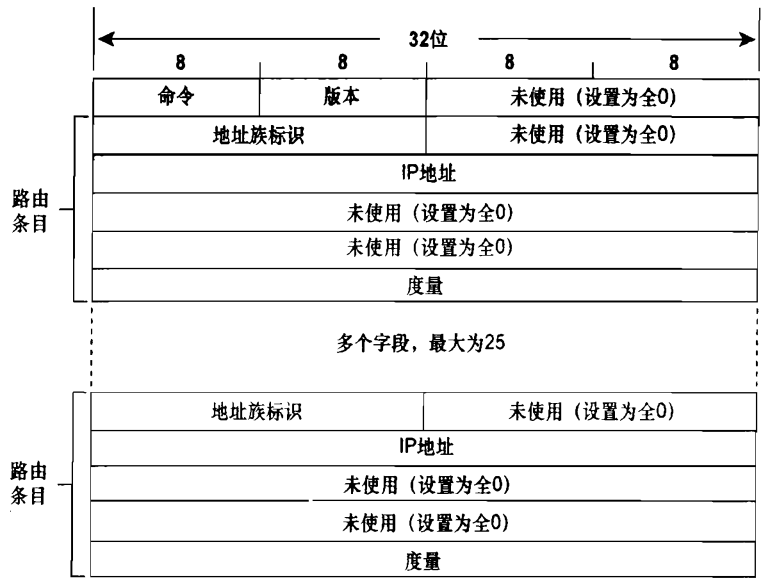 32位
8 8 8 8
命令 版本 未使用（设置为全0）
地址族标识 未使用（设置为全0）
IP地址
路由
条目
未使用（设置为全0）
未使用（设置为全0）
度量
多个字段，最大为25
地址族标识 未使用（设置为全0）
IP地址
路由
条目
未使用（设置为全0）
未使用（设置为全0）
度量